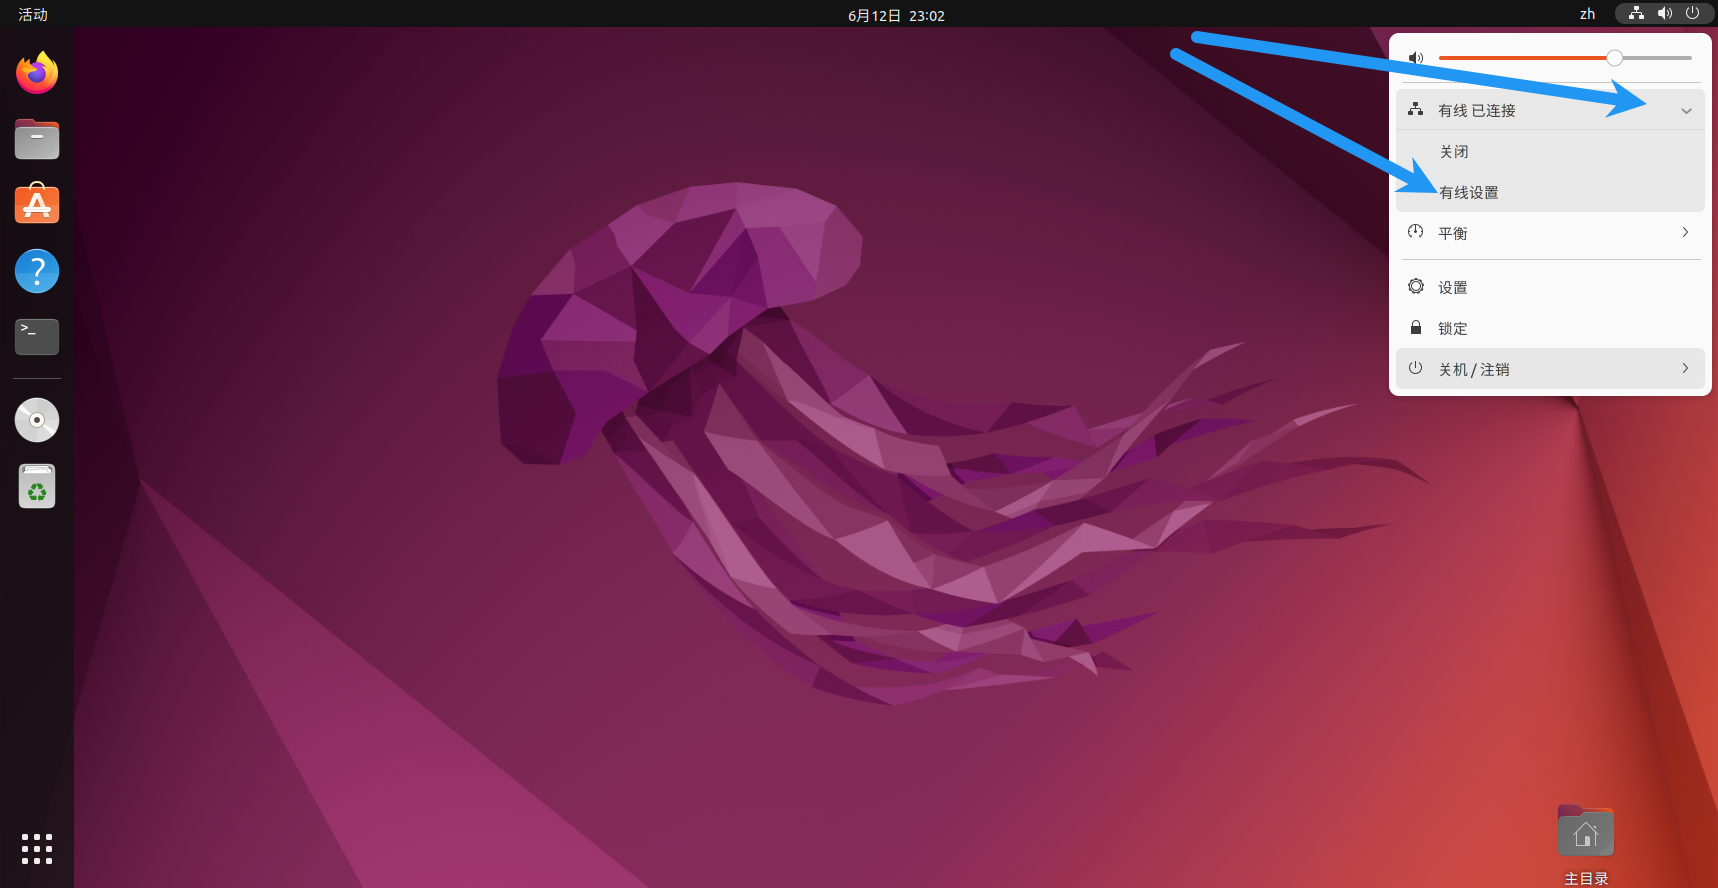 活动
6月12日 23:02
zh
有线 已连接
关闭
有线设置
平衡
设置
锁定
关机 / 注销
>_
?
主目录